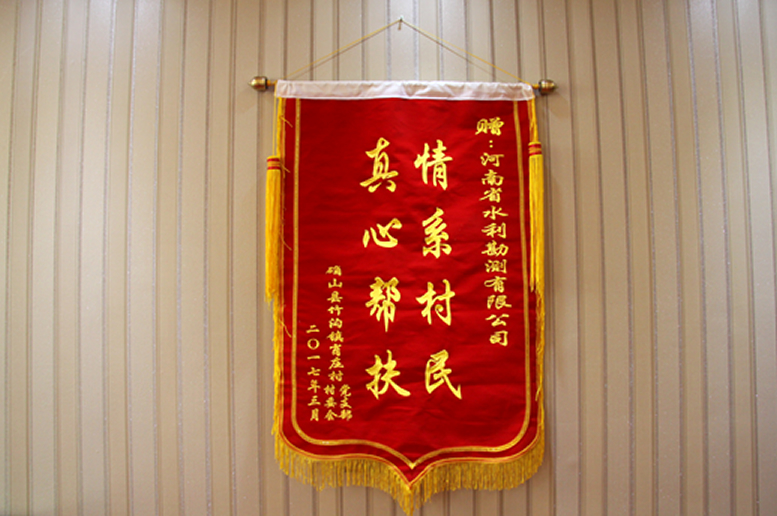 赠：河南省水利勘测有限公司
情系村民
真心帮扶
确山县竹沟镇肖庄村
党支部
村委会
二〇一七年三月